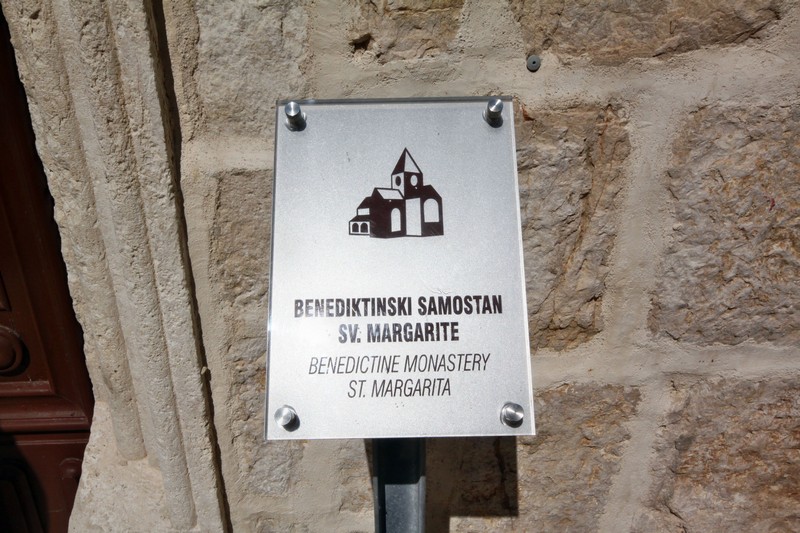 BENEDIKTINSKI SAMOSTAN
SV. MARGARITE
BENEDICTINE MONASTERY
ST. MARGARITA